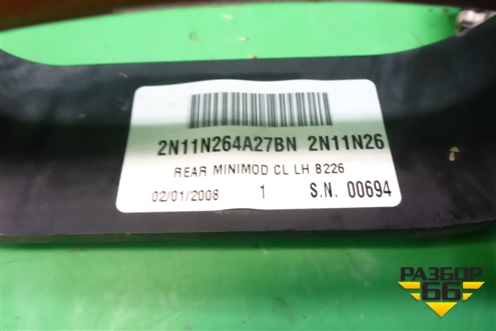 2N11N264A27BN 2N11N26
REAR MINIMOD CL LH B226
02/01/2008 1 S.N. 00694
РАЗБОР
66